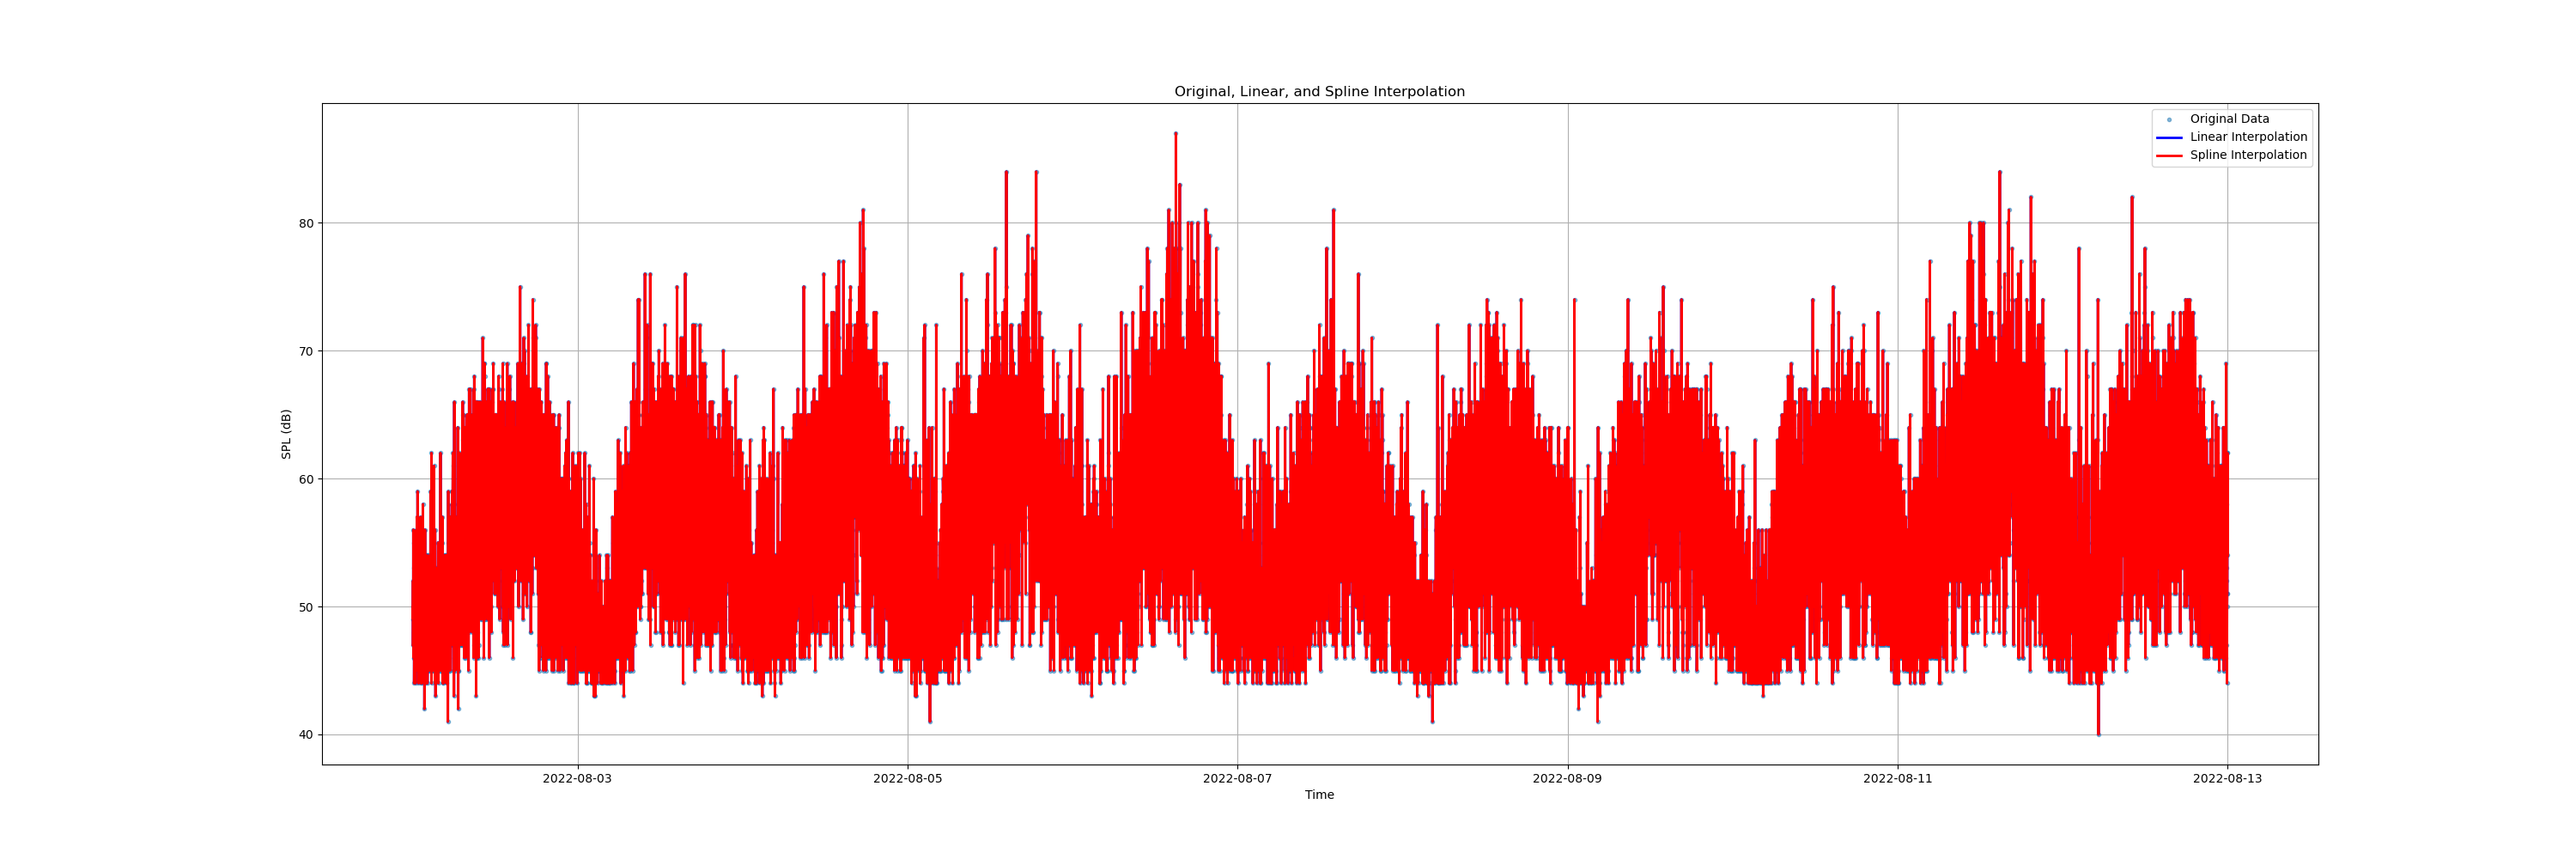 Original, Linear, and Spline Interpolation
Original Data
Linear Interpolation
Spline Interpolation
80
70
60
50
40
SPL (dB)
2022-08-03
2022-08-05
2022-08-07
2022-08-09
2022-08-11
2022-08-13
Time